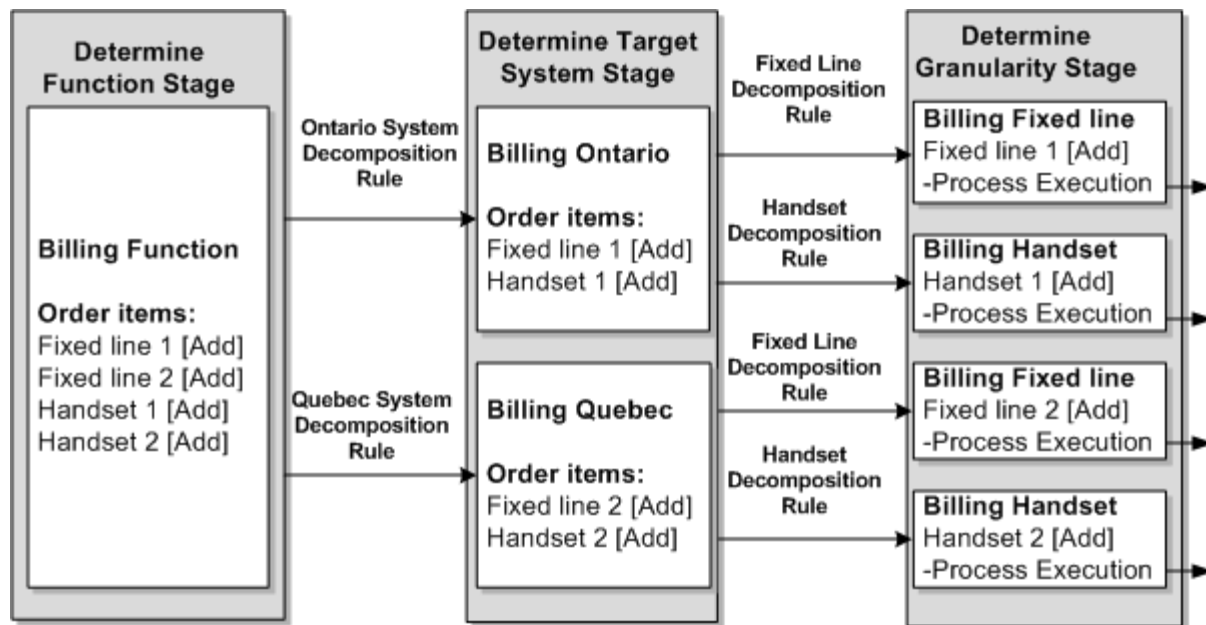 Determine
Function Stage
Billing Function
Order items:
Fixed line 1 [Add]
Fixed line 2 [Add]
Handset 1 [Add]
Handset 2 [Add]
Ontario System
Decomposition
Rule
Quebec System
Decomposition
Rule
Determine Target
System Stage
Billing Ontario
Order items:
Fixed line 1 [Add]
Handset 1 [Add]
Billing Quebec
Order items:
Fixed line 2 [Add]
Handset 2 [Add]
Fixed Line
Decomposition
Rule
Handset
Decomposition
Rule
Fixed Line
Decomposition
Rule
Handset
Decomposition
Rule
Determine
Granularity Stage
Billing Fixed line
Fixed line 1 [Add]
-Process Execution
Billing Handset
Handset 1 [Add]
-Process Execution
Billing Fixed line
Fixed line 2 [Add]
-Process Execution
Billing Handset
Handset 2 [Add]
-Process Execution